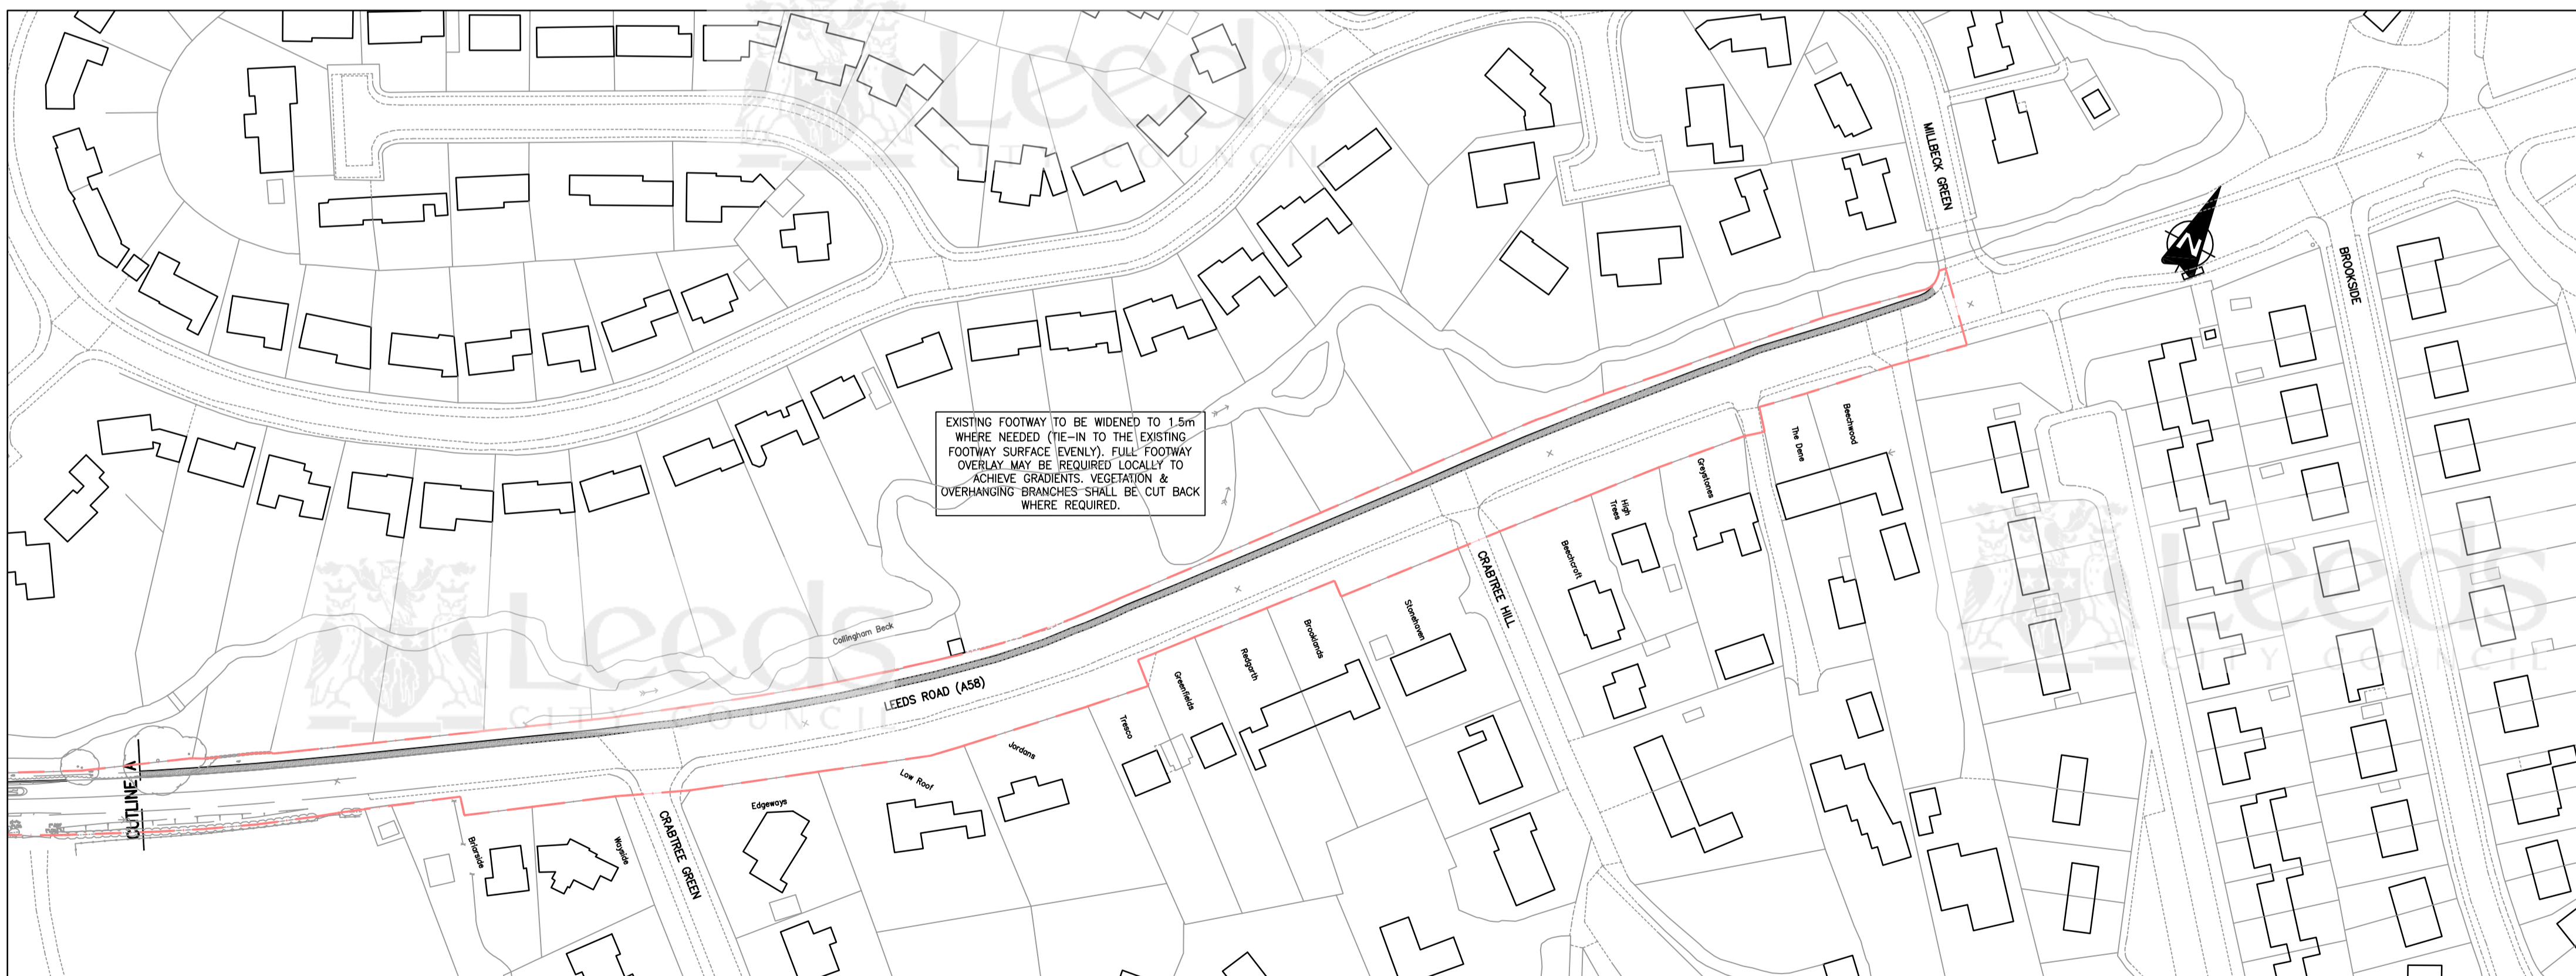 Leeds
CITY COUNCIL
MILLBECK GREEN
N
BROOKSIDE
EXISTING FOOTWAY TO BE WIDENED TO 1.5m
WHERE NEEDED (TIE-IN TO THE EXISTING
FOOTWAY SURFACE EVENLY). FULL FOOTWAY
OVERLAY MAY BE REQUIRED LOCALLY TO
ACHIEVE GRADIENTS. VEGETATION &
OVERHANGING BRANCHES SHALL BE CUT BACK
WHERE REQUIRED.
Beechwood
The Dene
Greystones
High
Trees
Beechcroft
CRABTREE HILL
Stonehaven
Brooklands
Redgarth
Greenfields
Tresco
Jordans
Low Roof
Edgeways
Wayside
Briarside
CRABTREE GREEN
LEEDS ROAD (A58)
Collingham Beck
CUTLINE A
Leeds
CITY COUNCIL
Leeds
CITY COUNCIL